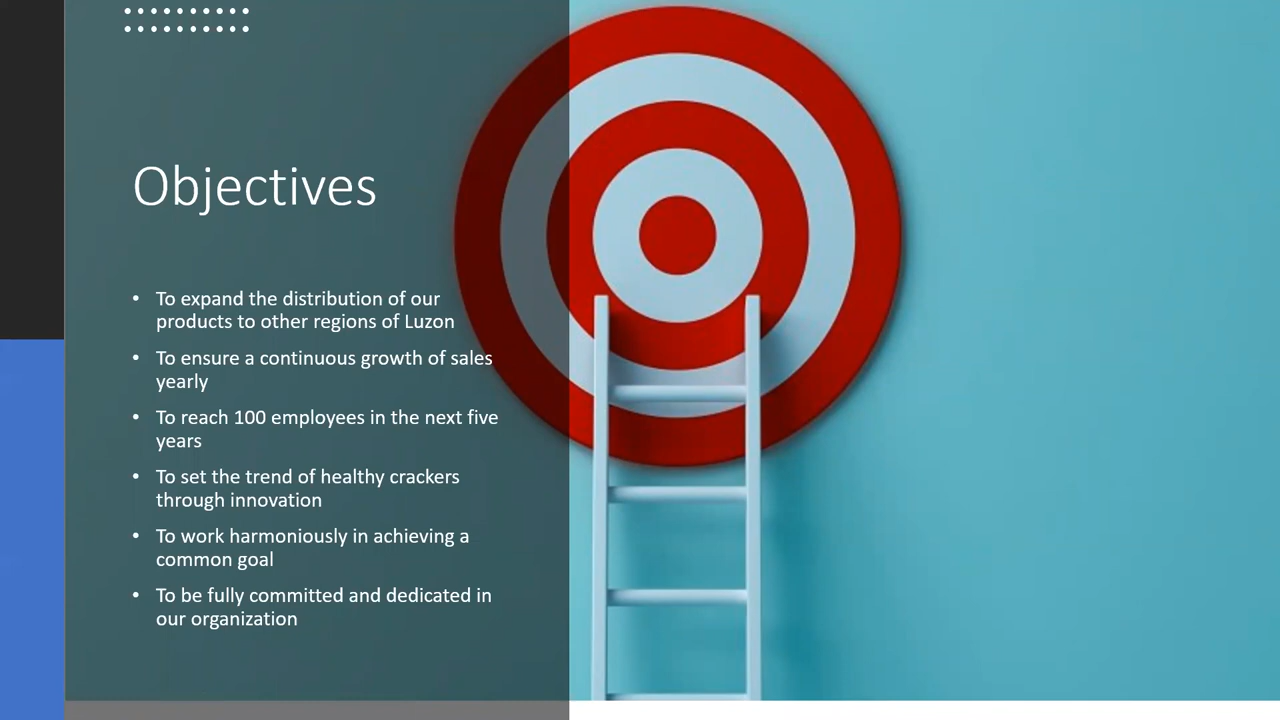 Objectives
• To expand the distribution of our
products to other regions of Luzon
• To ensure a continuous growth of sales
yearly
• To reach 100 employees in the next five
years
• To set the trend of healthy crackers
through innovation
• To work harmoniously in achieving a
common goal
• To be fully committed and dedicated in
our organization